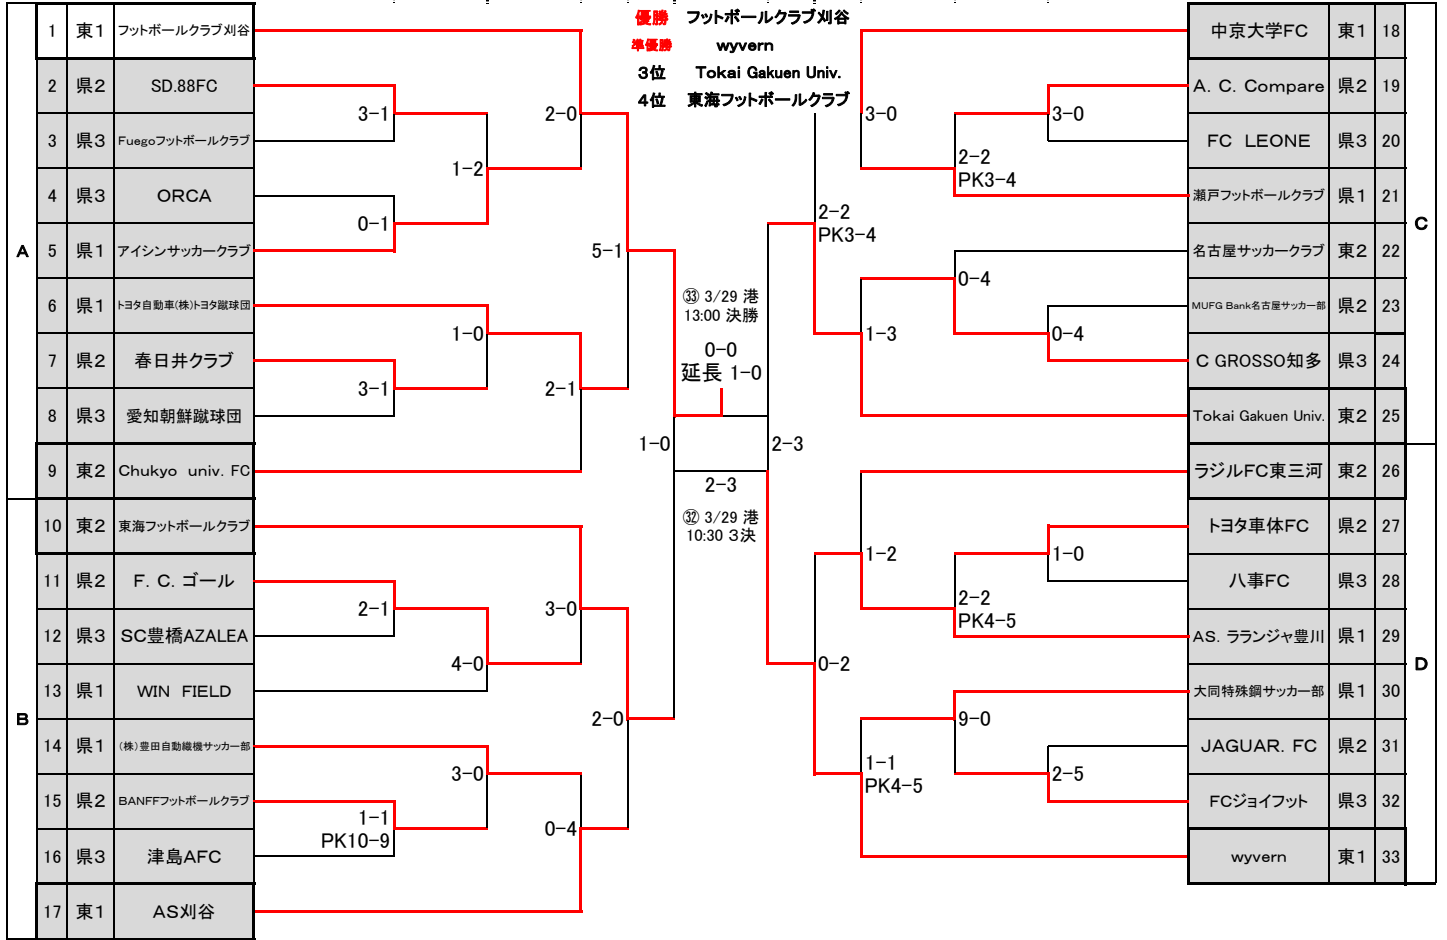 優勝 フットボールクラブ刈谷
準優勝 wyvern
3位 Tokai Gakuen Univ.
4位 東海フットボールクラブ
A
1 東1 フットボールクラブ刈谷
2 県2 SD.88FC
3 県3 Fuegoフットボールクラブ
4 県3 ORCA
5 県1 アイシンサッカークラブ
6 県1 トヨタ自動車(株)トヨタ蹴球団
7 県2 春日井クラブ
8 県3 愛知朝鮮蹴球団
9 東2 Chukyo univ. FC
B
10 東2 東海フットボールクラブ
11 県2 F. C. ゴール
12 県3 SC豊橋AZALEA
13 県1 WIN FIELD
14 県1 (株)豊田自動織機サッカー部
15 県2 BANFFフットボールクラブ
16 県3 津島AFC
17 東1 AS刈谷
3-1
0-1
3-1
2-1
1-1
PK10-9
1-2
1-0
4-0
3-0
2-0
2-1
3-0
0-4
5-1
2-0
1-0
㉝ 3/29 港
13:00 決勝
0-0
延長 1-0
2-3
㉜ 3/29 港
10:30 3決
2-3
2-2
PK3-4
0-2
3-0
1-3
1-2
1-1
PK4-5
2-2
PK3-4
0-4
2-2
PK4-5
9-0
3-0
0-4
1-0
2-5
C
中京大学FC 東1 18
A. C. Compare 県2 19
FC LEONE 県3 20
瀬戸フットボールクラブ 県1 21
名古屋サッカークラブ 東2 22
MUFG Bank名古屋サッカー部 県2 23
C GROSSO知多 県3 24
Tokai Gakuen Univ. 東2 25
D
ラジルFC東三河 東2 26
トヨタ車体FC 県2 27
八事FC 県3 28
AS. ラランジャ豊川 県1 29
大同特殊鋼サッカー部 県1 30
JAGUAR. FC 県2 31
FCジョイフット 県3 32
wyvern 東1 33